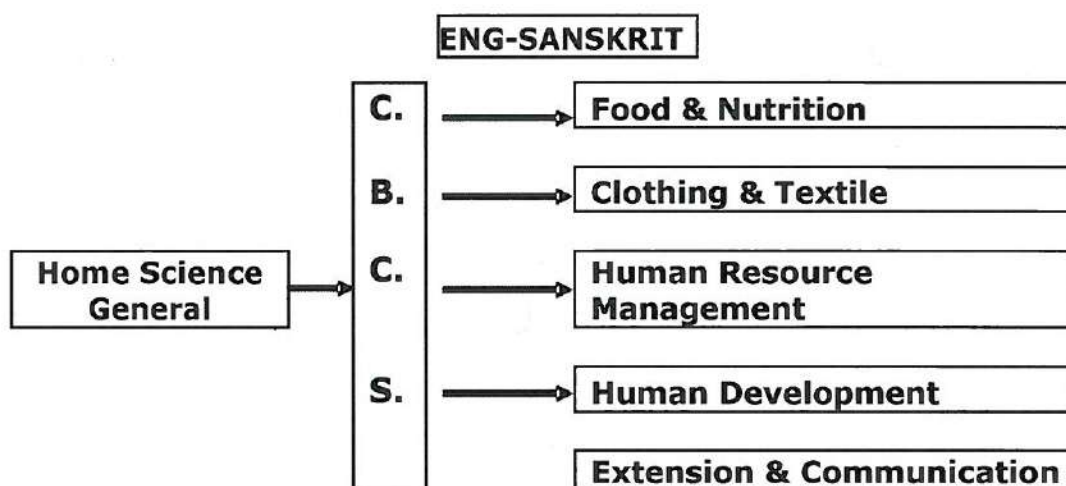 ENG-SANSKRIT
C.
Food & Nutrition
B.
Clothing & Textile
Home Science
General
C.
Human Resource
Management
S.
Human Development
Extension & Communication